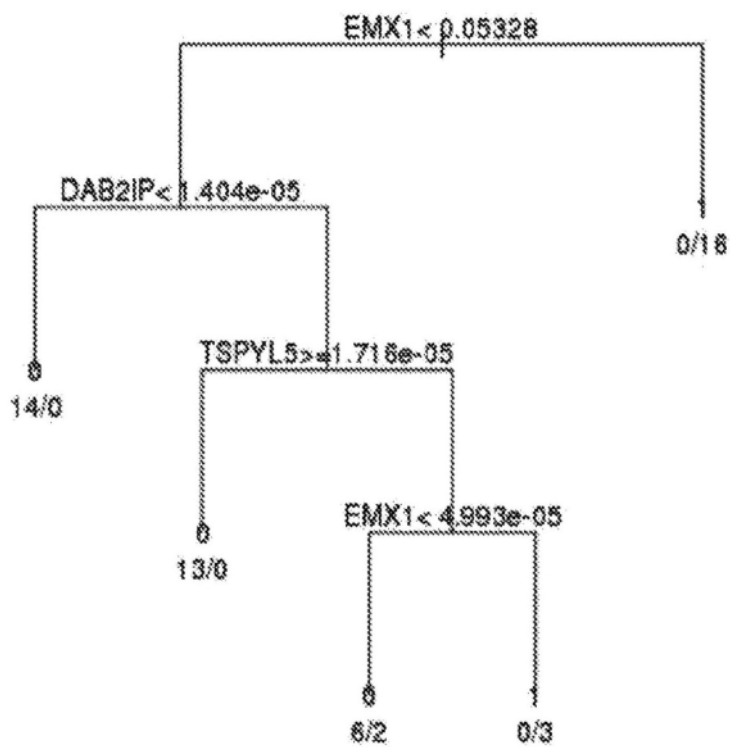 EMX1< 0.05328
DAB2IP< 1.404e-05
1
0/16
TSPYL5>=1.716e-05
0
14/0
EMX1< 4.993e-05
0
13/0
0
1
6/2
0/3